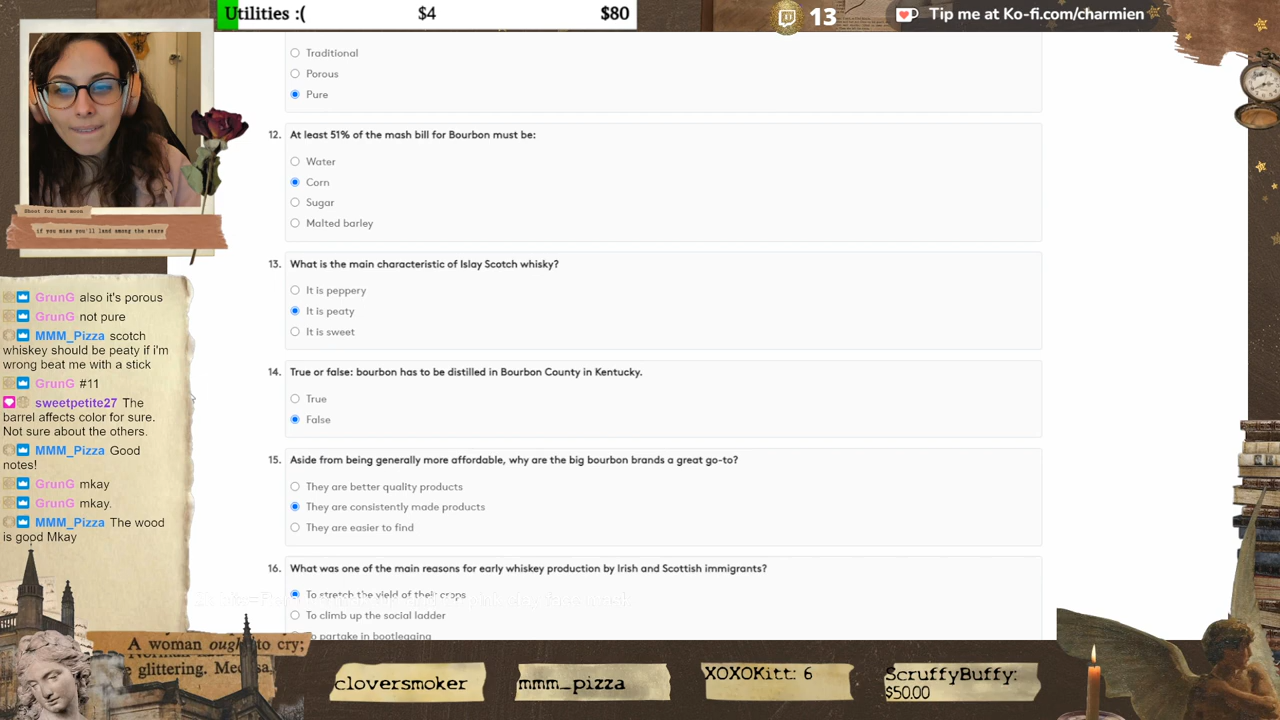 Utilities :(
$4
$80
13
Tip me at Ko-fi.com/charmien
Shoot for the moon
if you miss you'll land among the stars
Traditional
Porous
Pure
12. At least 51% of the mash bill for Bourbon must be:
Water
Corn
Sugar
Malted barley
13. What is the main characteristic of Islay Scotch whisky?
It is peppery
It is peaty
It is sweet
14. True or false: bourbon has to be distilled in Bourbon County in Kentucky.
True
False
15. Aside from being generally more affordable, why are the big bourbon brands a great go-to?
They are better quality products
They are consistently made products
They are easier to find
16. What was one of the main reasons for early whiskey production by Irish and Scottish immigrants?
To stretch the yield of their crops
To climb up the social ladder
To partake in bootlegging
GrunG also it's porous
GrunG not pure
MMM_Pizza scotch
whiskey should be peaty if i'm
wrong beat me with a stick
GrunG #11
sweetpetite27 The
barrel affects color for sure.
Not sure about the others.
MMM_Pizza Good
notes!
GrunG mkay
GrunG mkay.
MMM_Pizza The wood
is good Mkay
A woman ought to cry;
glittering.
cloversmoker
mmm_pizza
XOXOKitt: 6
ScruffyBuffy:
$50.00